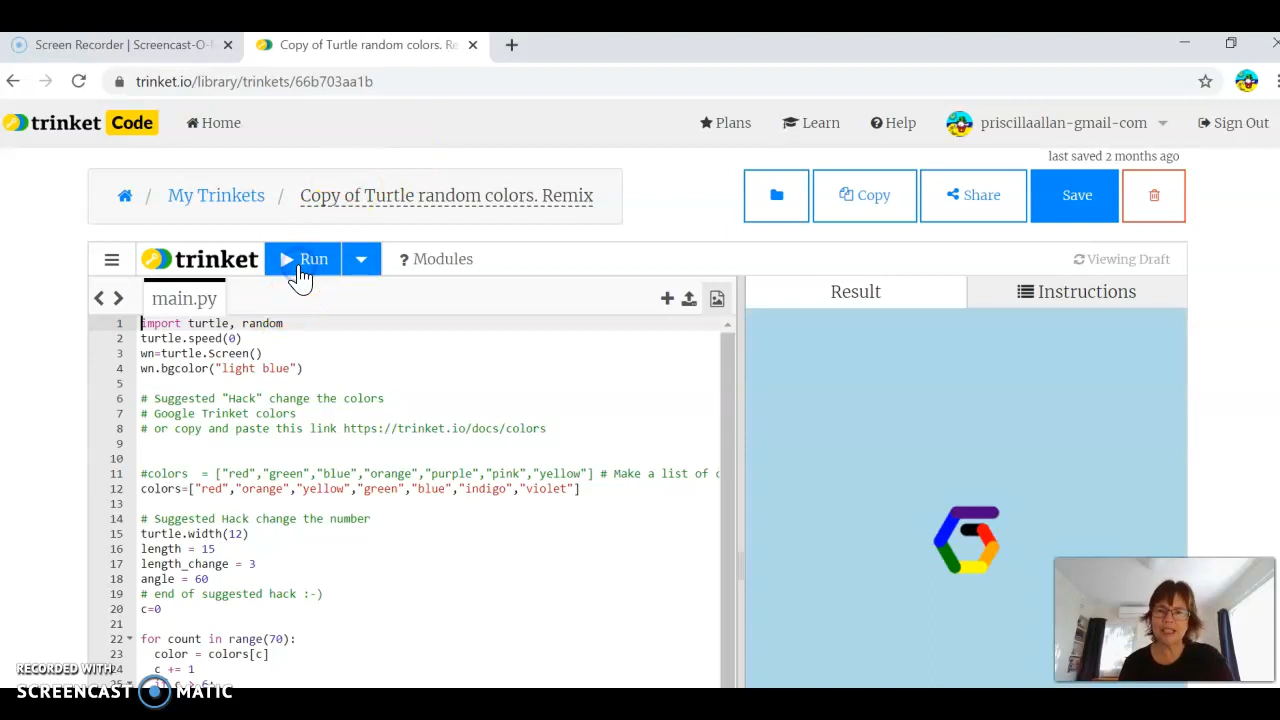 Screen Recorder | Screencast-O-
Copy of Turtle random colors. Re
trinket.io/library/trinkets/66b703aa1b
trinket Code Home Plans Learn Help priscillaallan-gmail-com Sign Out
last saved 2 months ago
/ My Trinkets / Copy of Turtle random colors. Remix Copy Share Save
trinket Run ? Modules Viewing Draft
main.py Result Instructions
1 import turtle, random
2 turtle.speed(0)
3 wn=turtle.Screen()
4 wn.bgcolor("light blue")
5
6 # Suggested "Hack" change the colors
7 # Google Trinket colors
8 # or copy and paste this link https://trinket.io/docs/colors
9
10
11 #colors  = ["red","green","blue","orange","purple","pink","yellow"] # Make a list of c
12 colors=["red","orange","yellow","green","blue","indigo","violet"]
13
14 # Suggested Hack change the number
15 turtle.width(12)
16 length = 15
17 length_change = 3
18 angle = 60
19 # end of suggested hack :-)
20 c=0
21
22 for count in range(70):
23 color = colors[c]
24 c += 1
RECORDED WITH
SCREENCAST MATIC